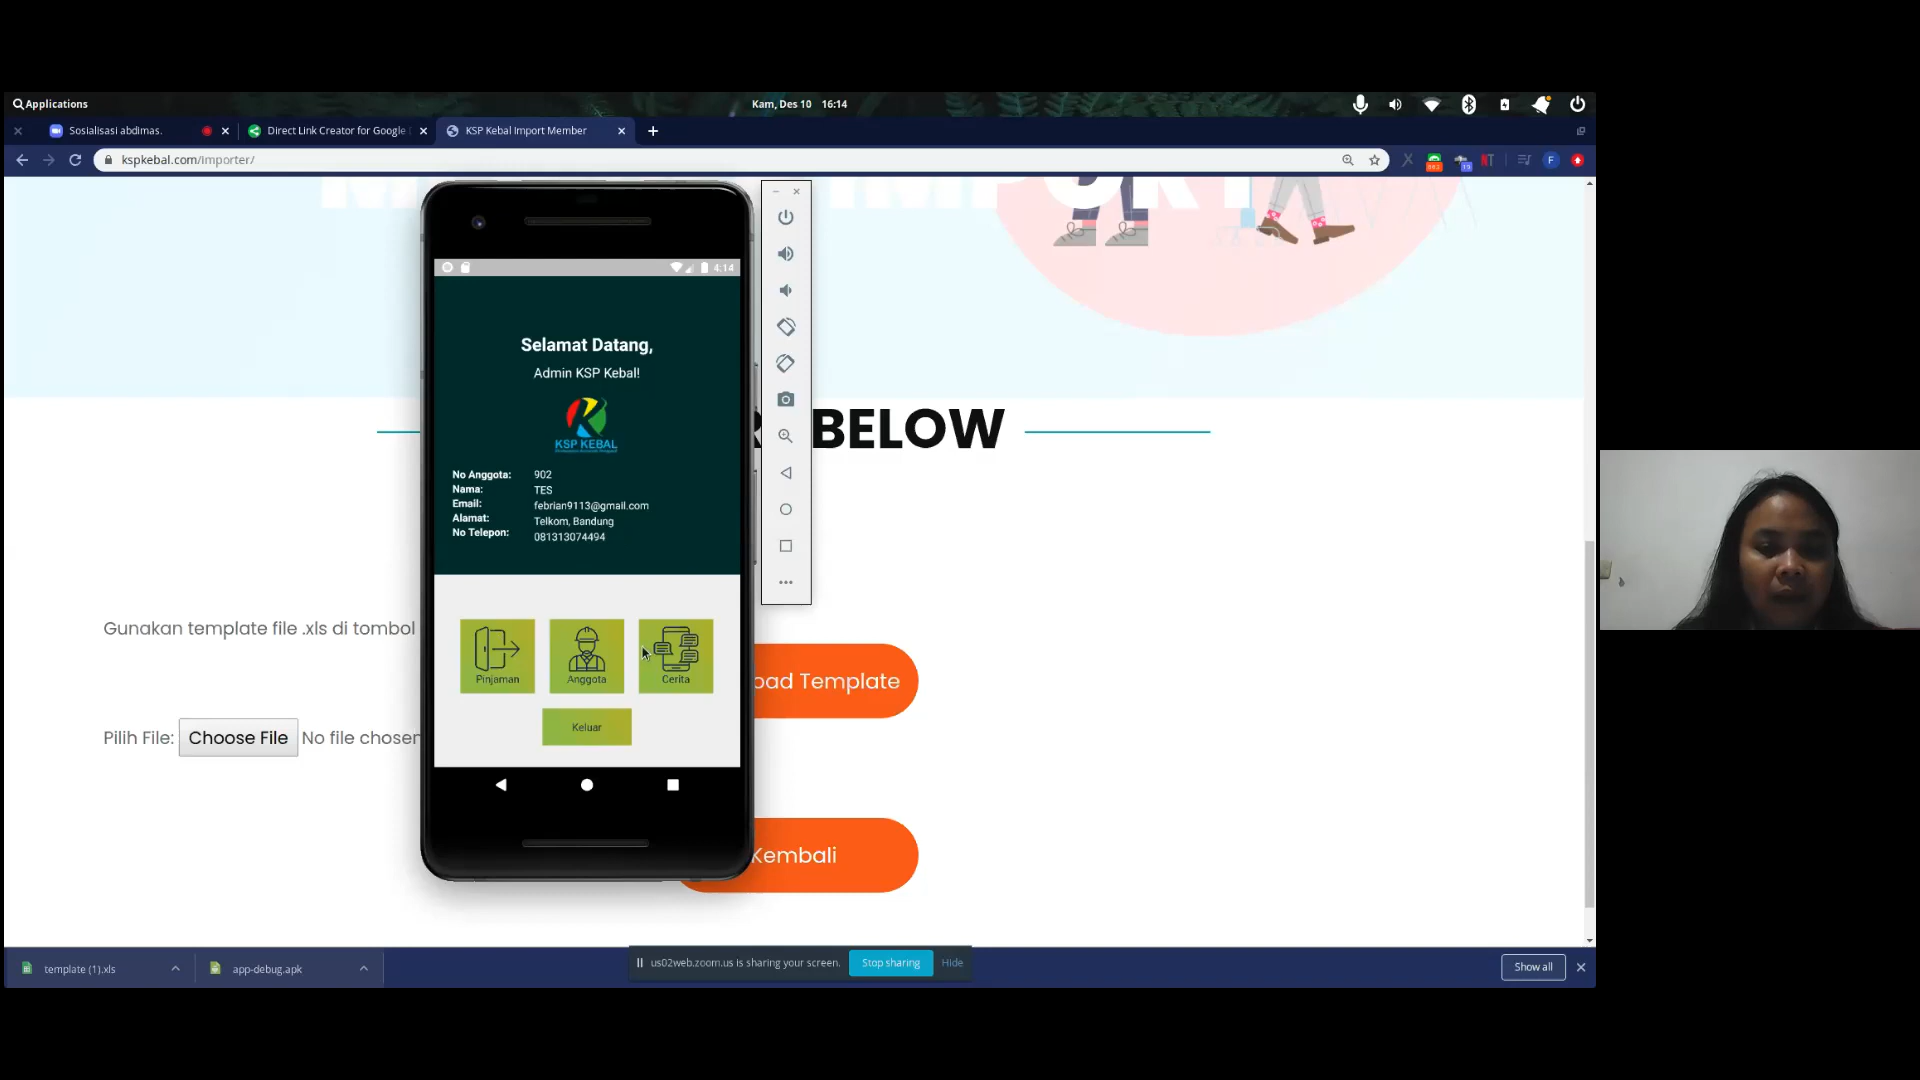 Applications
Kam, Des 10 16:14
Sosialisasi abdimas.
Direct Link Creator for Google
KSP Kebal Import Member
kspkebal.com/Importer/
F
4:14
Selamat Datang,
Admin KSP Kebal!
KSP KEBAL
No Anggota: 902
Nama: TES
Email: febrian9113@gmail.com
Alamat: Telkom, Bandung
No Telepon: 081313074494
BELOW
Gunakan template file .xls di tombol
Pinjaman
Anggota
Cerita
oad Template
Keluar
Pilih File: Choose File No file chosen
Kembali
template (1).xls
app-debug.apk
us02web.zoom.us is sharing your screen.
Stop sharing
Hide
Show all